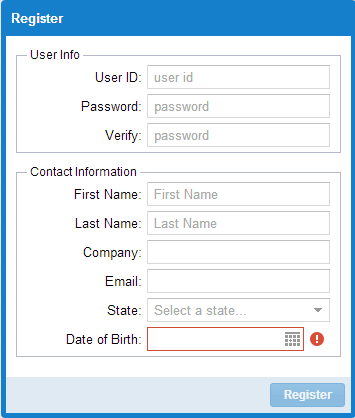 Register
User Info
User ID: user id
Password: password
Verify: password
Contact Information
First Name: First Name
Last Name: Last Name
Company:
Email:
State: Select a state...
Date of Birth:
Register